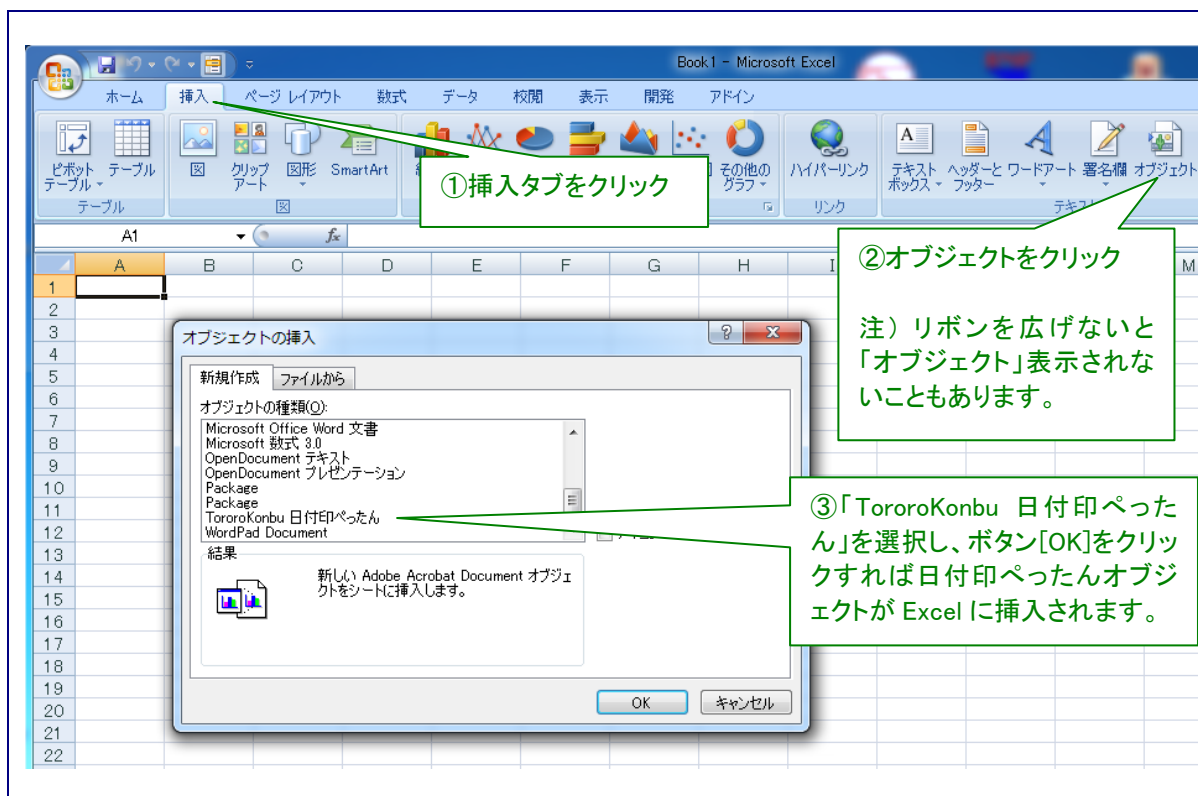 Book1 - Microsoft Excel
ホーム 挿入 ページ レイアウト 数式 データ 校閲 表示 開発 アドイン
ピボット テーブル
テーブル
図
クリップ アート
図形
SmartArt
その他の グラフ
ハイパーリンク
テキスト ボックス
ヘッダーと フッター
ワードアート
署名欄
オブジェクト
テーブル
図
リンク
①挿入タブをクリック
A1
fx
A B C D E F G H I M
②オブジェクトをクリック
注）リボンを広げないと
「オブジェクト」表示されな
いこともあります。
1
2
3
4
5
6
7
8
9
10
11
12
13
14
15
16
17
18
19
20
21
22
オブジェクトの挿入
新規作成 ファイルから
オブジェクトの種類(O):
Microsoft Office Word 文書
Microsoft 数式 3.0
OpenDocument テキスト
OpenDocument プレゼンテーション
Package
Package
TororoKonbu 日付印ぺったん
WordPad Document
結果
新しい Adobe Acrobat Document オブジェ
クトをシートに挿入します。
OK キャンセル
③「TororoKonbu 日付印ぺった
ん」を選択し、ボタン[OK]をクリッ
クすれば日付印ぺったんオブジ
ェクトが Excel に挿入されます。